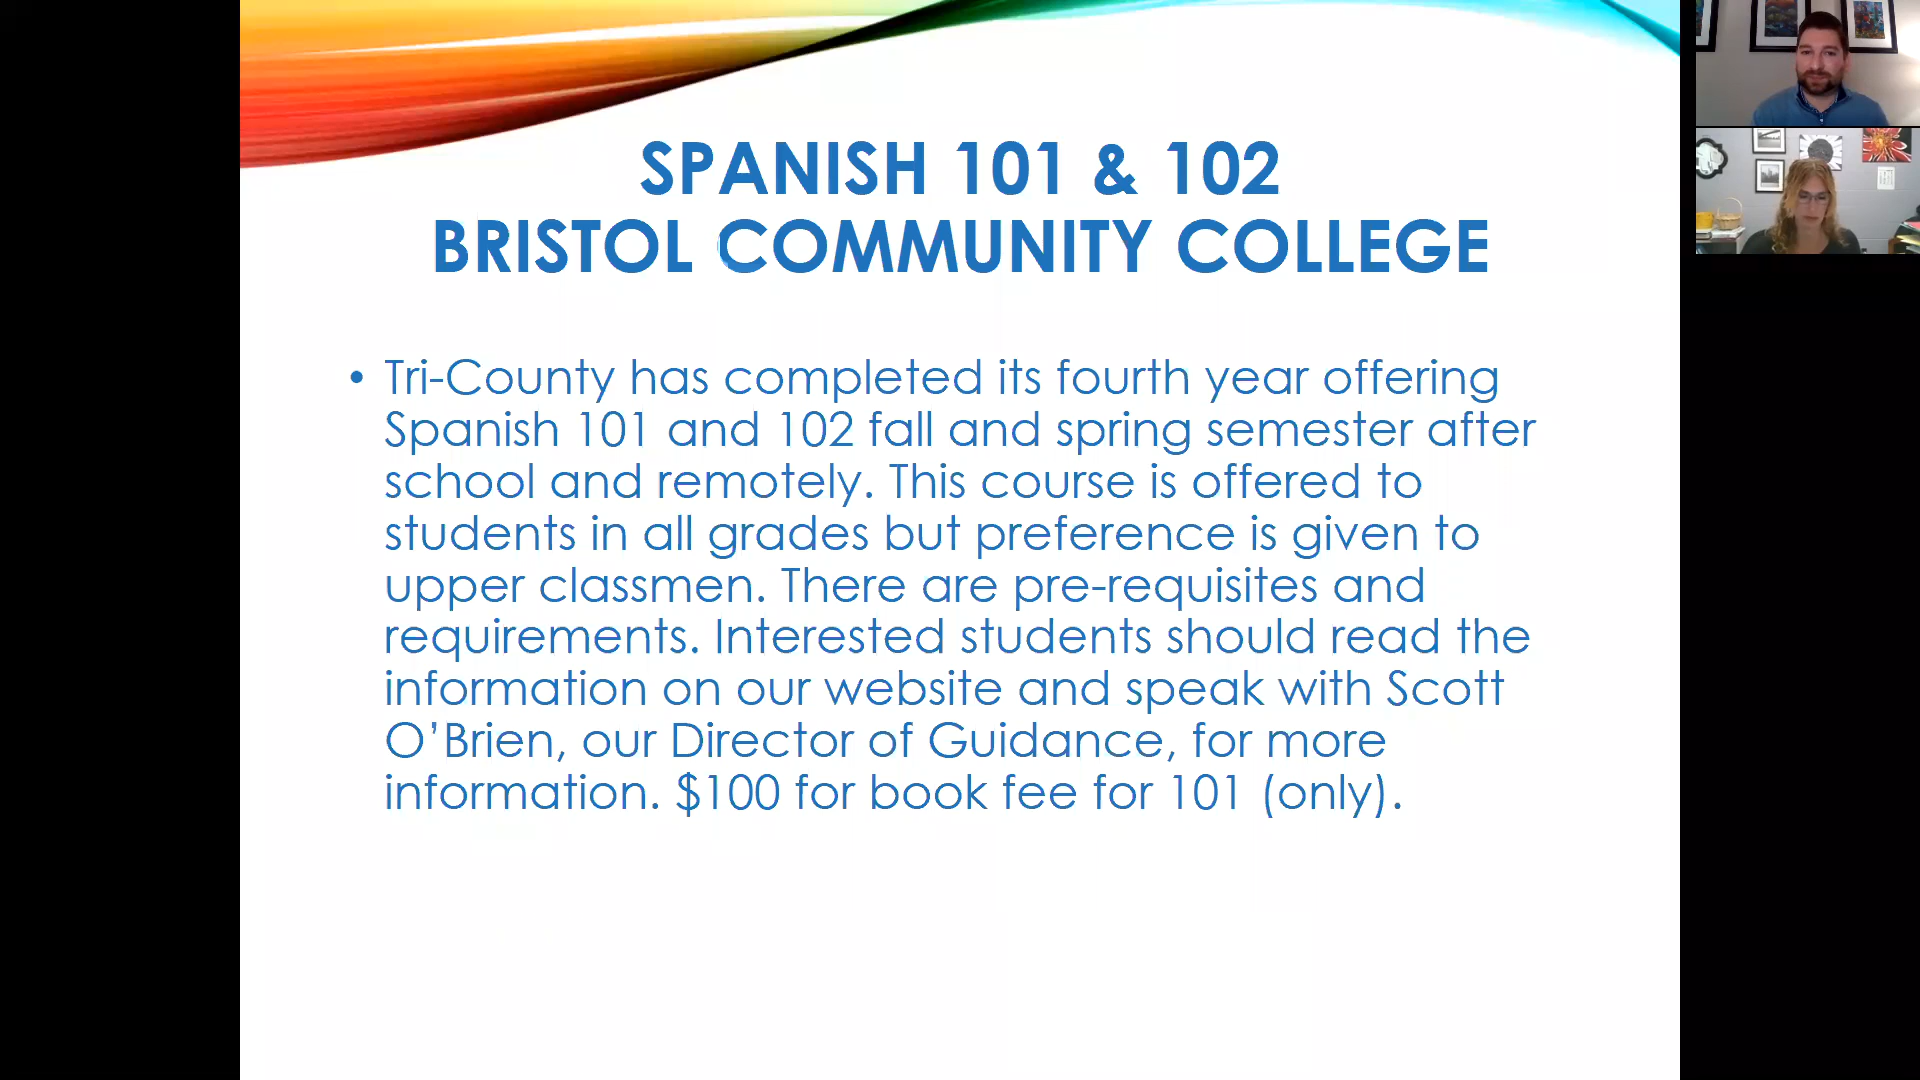 SPANISH 101 & 102
BRISTOL COMMUNITY COLLEGE
• Tri-County has completed its fourth year offering
Spanish 101 and 102 fall and spring semester after
school and remotely. This course is offered to
students in all grades but preference is given to
upper classmen. There are pre-requisites and
requirements. Interested students should read the
information on our website and speak with Scott
O’Brien, our Director of Guidance, for more
information. $100 for book fee for 101 (only).